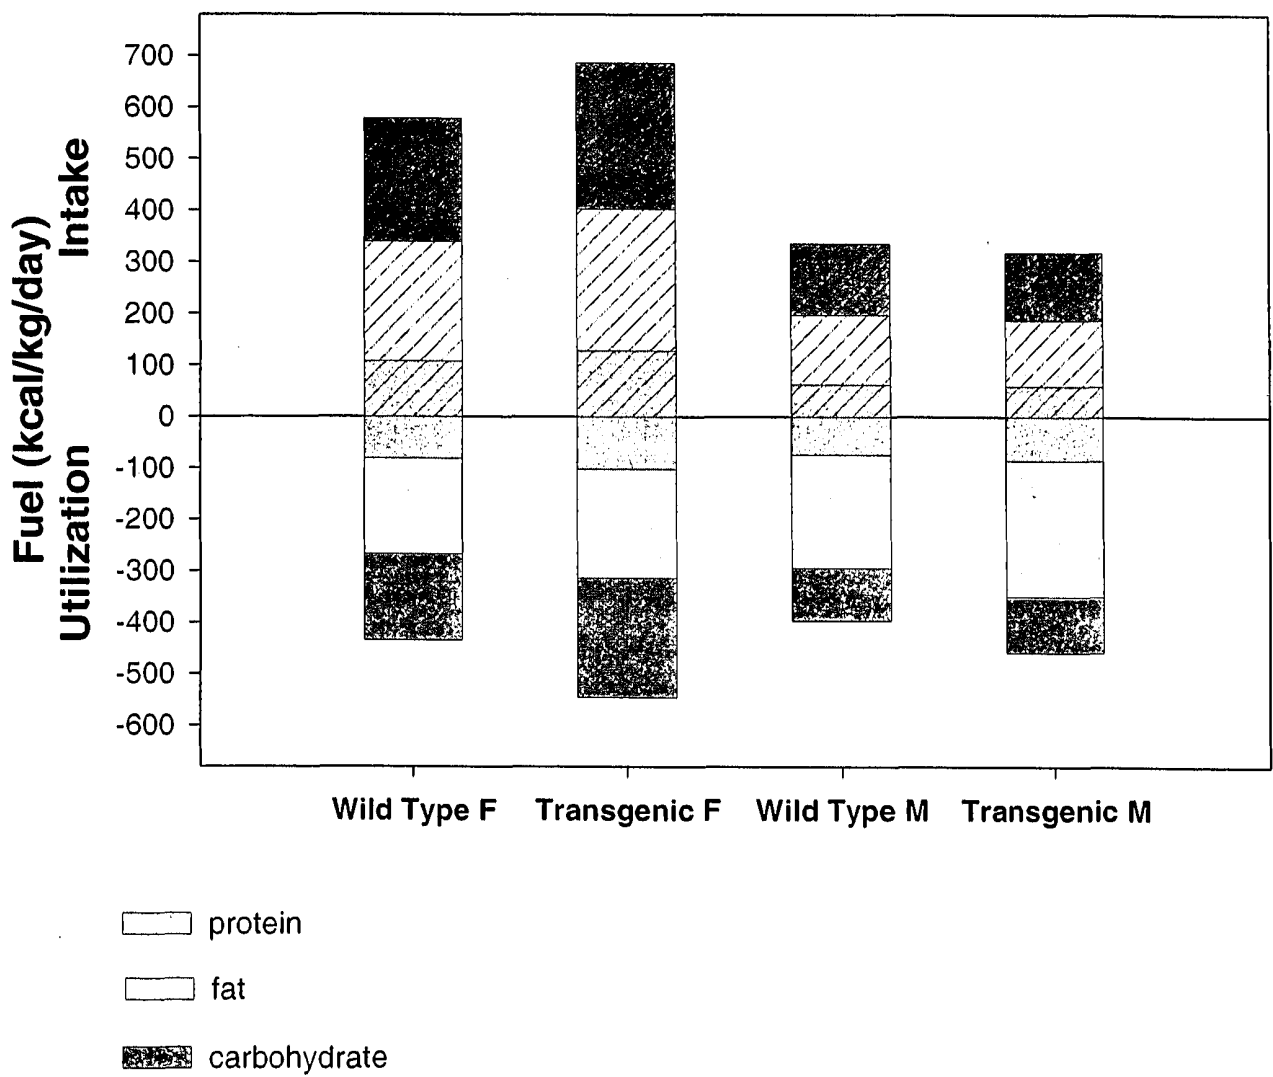 Fuel (kcal/kg/day)
Intake
Utilization
700
600
500
400
300
200
100
0
-100
-200
-300
-400
-500
-600
Wild Type F Transgenic F Wild Type M Transgenic M
protein
fat
carbohydrate